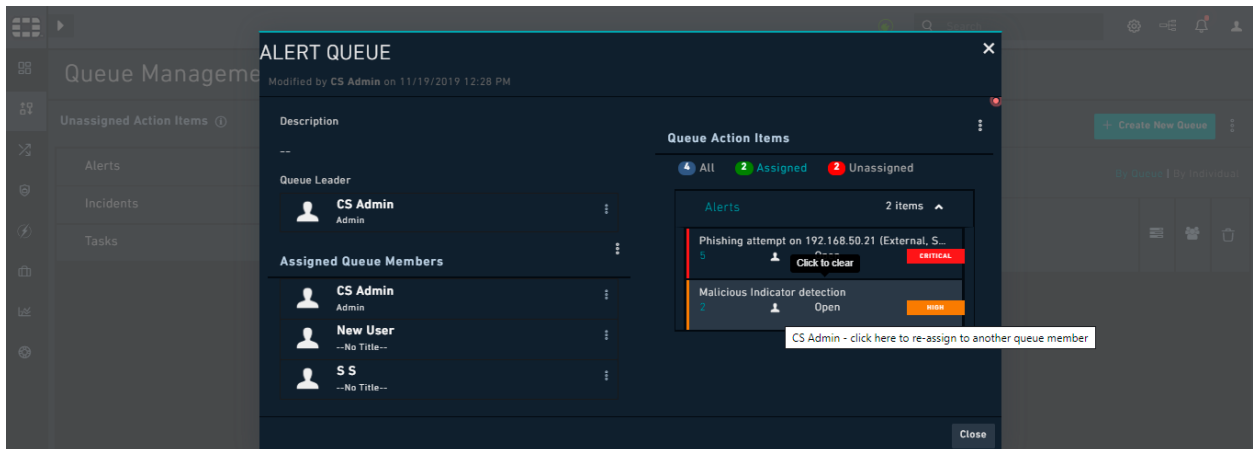 Search
Queue Manageme
Unassigned Action Items
Alerts
Incidents
Tasks
+ Create New Queue
By Queue | By Individual
ALERT QUEUE
Modified by CS Admin on 11/19/2019 12:28 PM
Description
--
Queue Leader
CS Admin
Admin
Assigned Queue Members
CS Admin
Admin
New User
--No Title--
S S
--No Title--
Queue Action Items
4 All 2 Assigned 2 Unassigned
Alerts 2 items
Phishing attempt on 192.168.50.21 (External, S...
5 Open CRITICAL
Click to clear
Malicious Indicator detection
2 Open HIGH
CS Admin - click here to re-assign to another queue member
Close